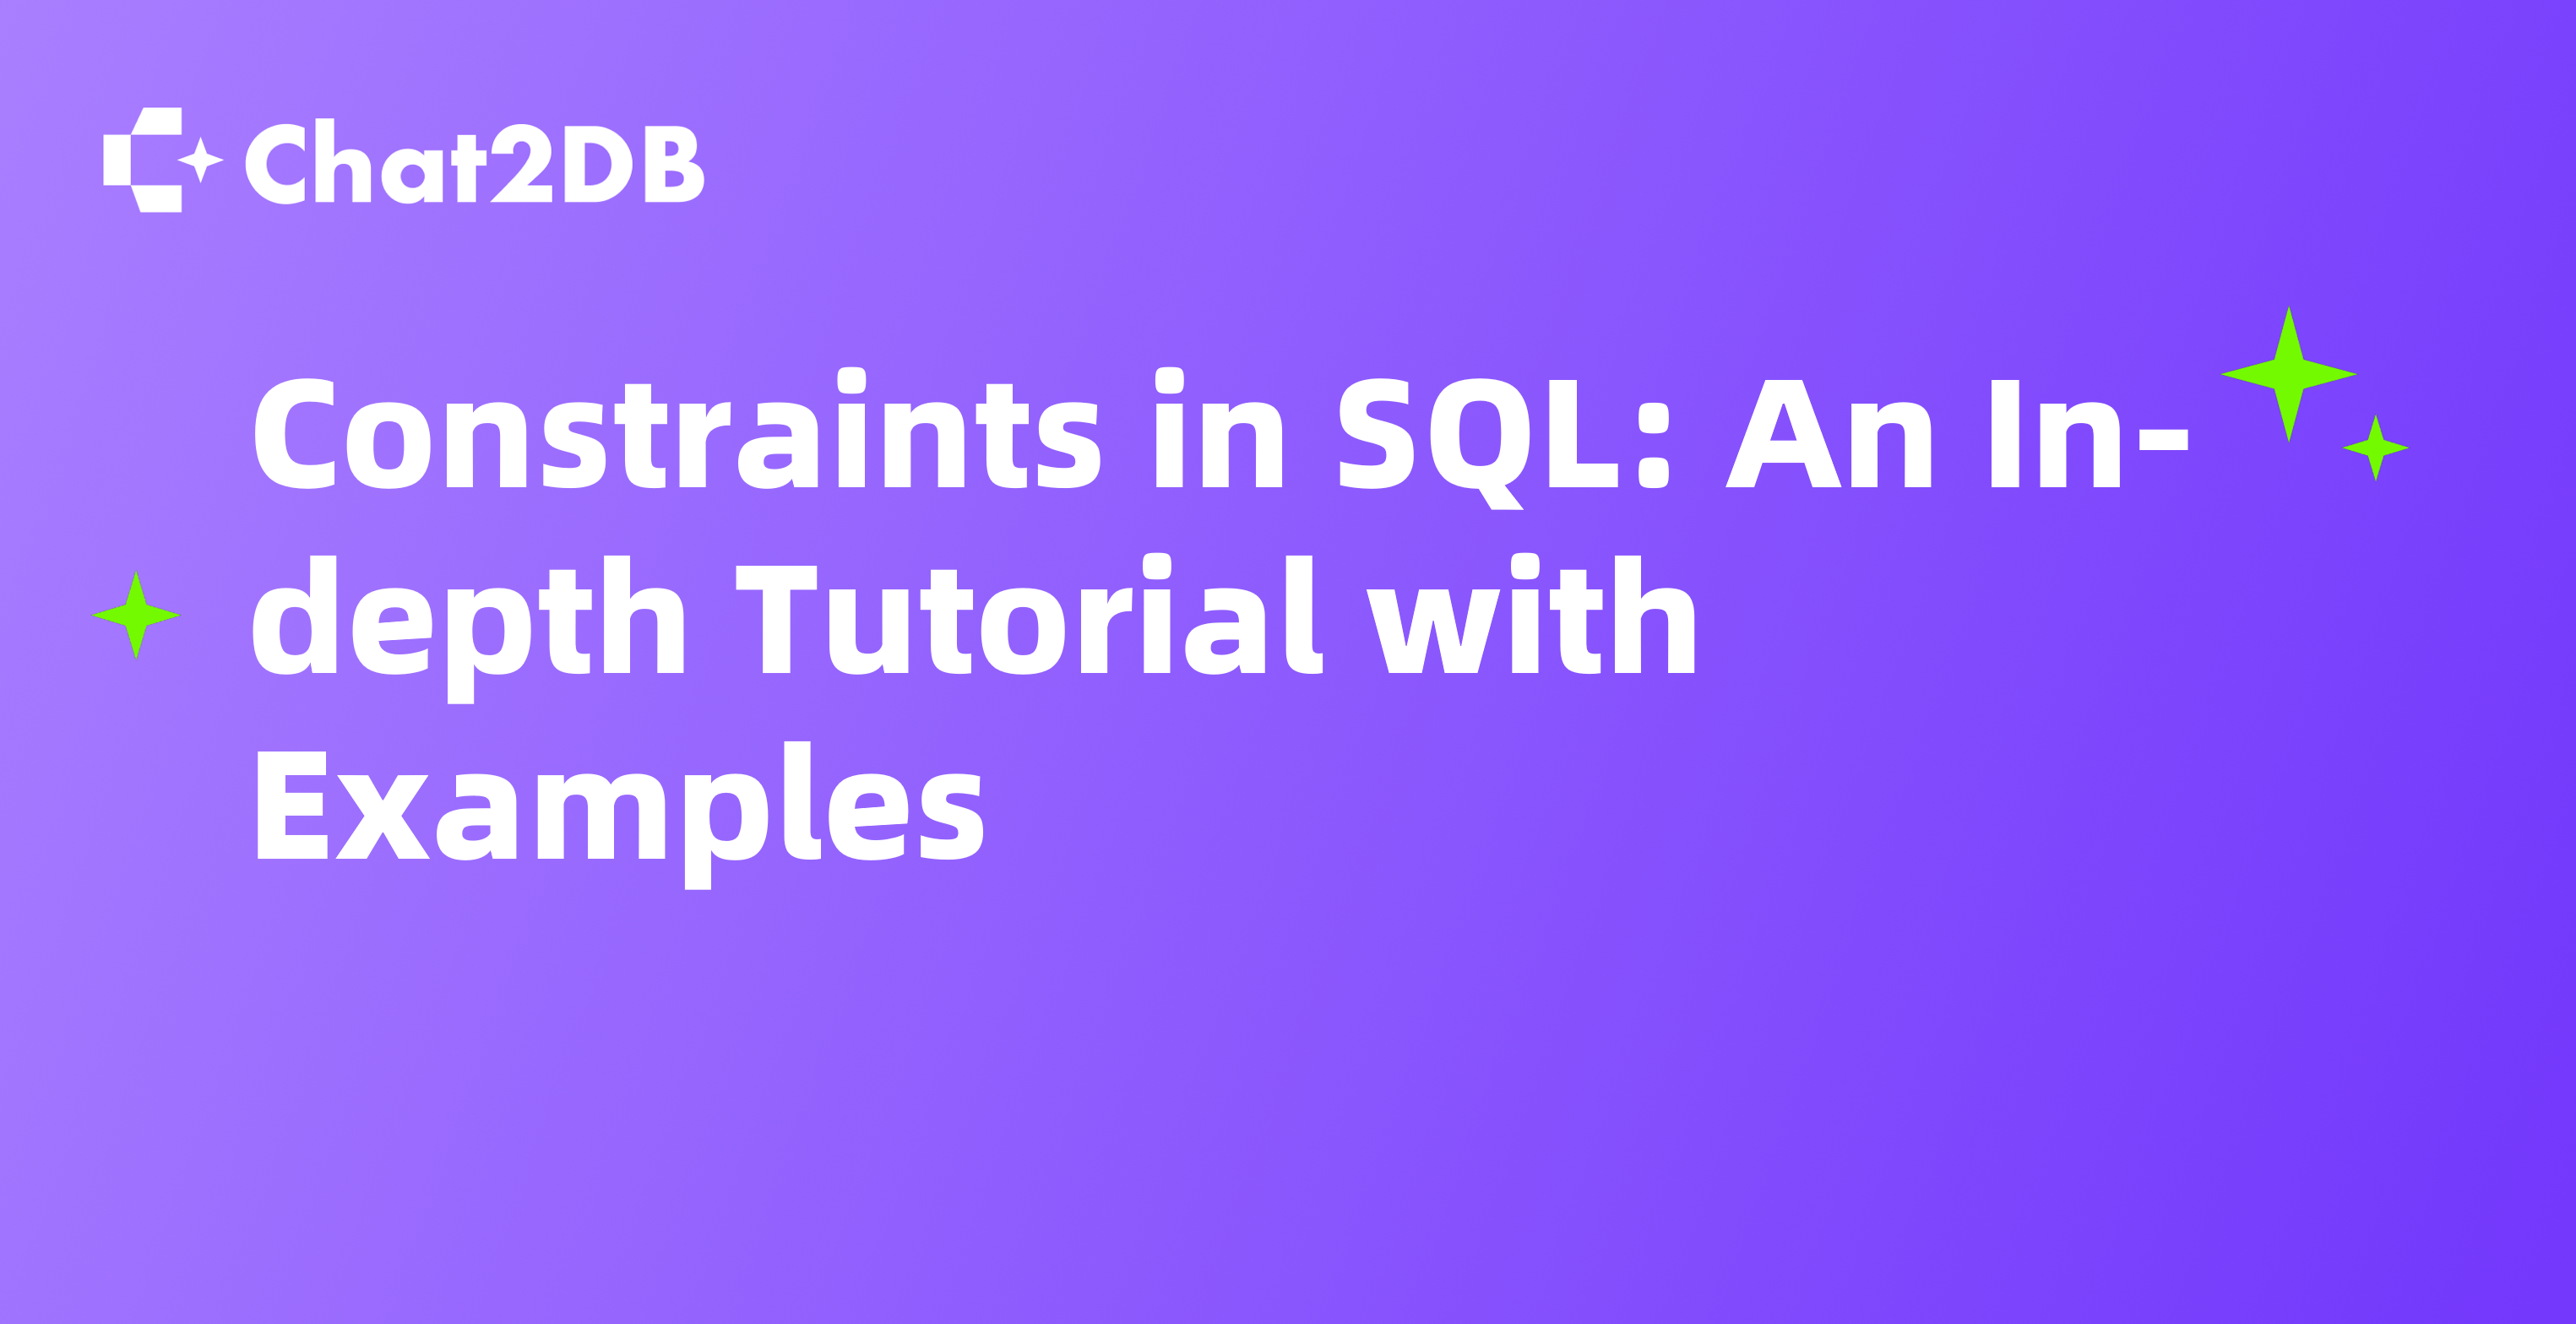 Chat2DB
Constraints in SQL: An In-
depth Tutorial with
Examples